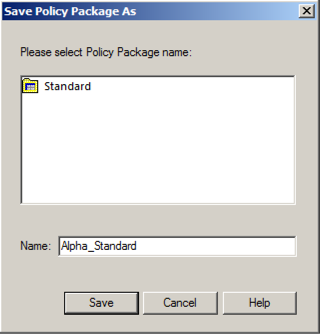 Save Policy Package As
Please select Policy Package name:
Standard
Name: Alpha_Standard
Save Cancel Help